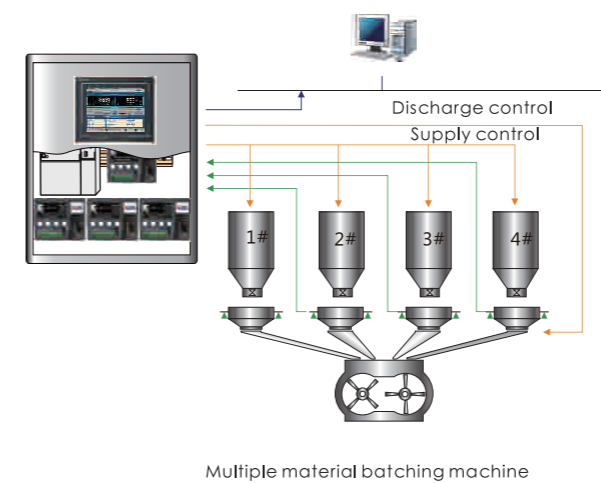 Discharge control
Supply control
1#
2#
3#
4#
Multiple material batching machine